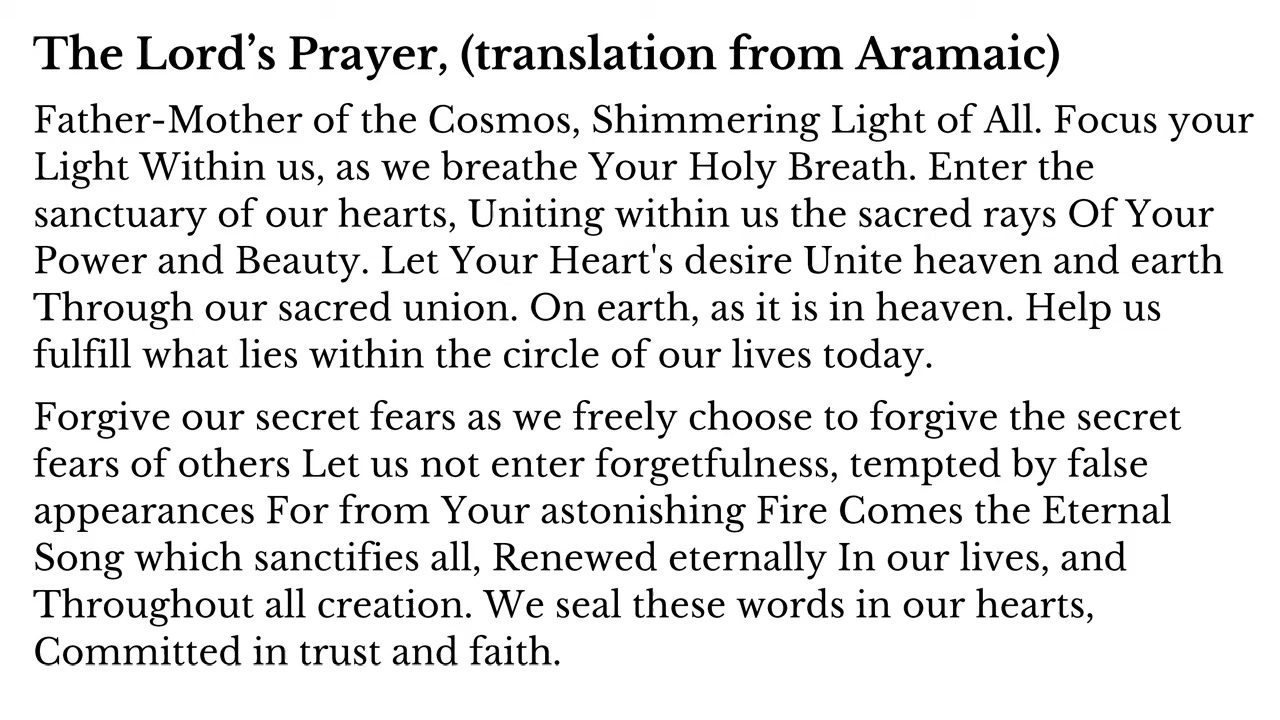 The Lord’s Prayer, (translation from Aramaic)
Father-Mother of the Cosmos, Shimmering Light of All. Focus your
Light Within us, as we breathe Your Holy Breath. Enter the
sanctuary of our hearts, Uniting within us the sacred rays Of Your
Power and Beauty. Let Your Heart's desire Unite heaven and earth
Through our sacred union. On earth, as it is in heaven. Help us
fulfill what lies within the circle of our lives today.
Forgive our secret fears as we freely choose to forgive the secret
fears of others Let us not enter forgetfulness, tempted by false
appearances For from Your astonishing Fire Comes the Eternal
Song which sanctifies all, Renewed eternally In our lives, and
Throughout all creation. We seal these words in our hearts,
Committed in trust and faith.